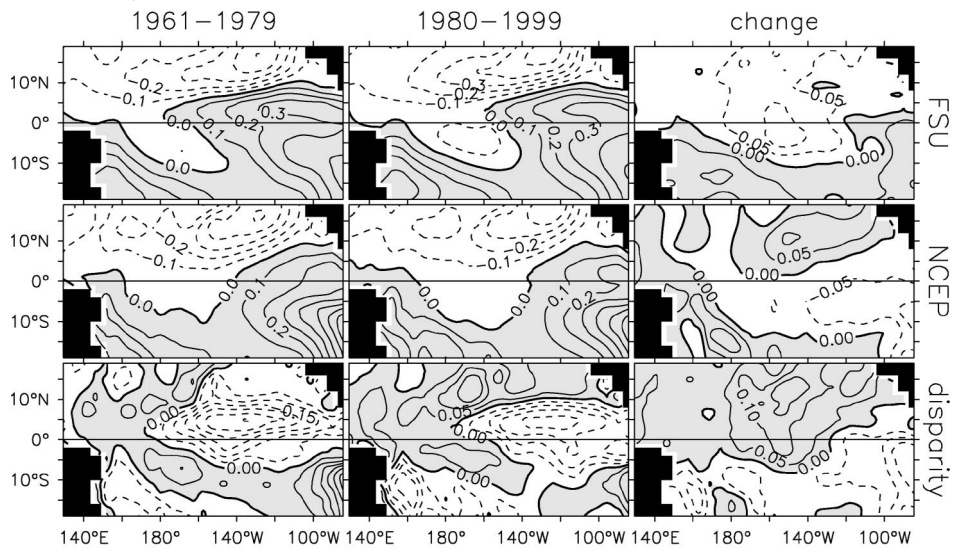 1961−1979 1980−1999 change
10°N 0° 10°S −0.2 −0.1 0.0 0.1 0.2 0.3 0.0 −0.3 −0.2 −0.1 0.0 0.1 0.2 0.3 0.0 −0.05 −0.05 0.00 0.00 FSU
10°N 0° 10°S −0.2 −0.1 0.0 0.0 0.1 0.2 −0.2 −0.1 0.0 0.0 0.1 0.2 0.05 0.00 0.00 −0.05 0.00 NCEP
10°N 0° 10°S 0.00 −0.15 0.00 0.05 0.00 0.00 0.10 0.05 0.00 disparity
140°E 180° 140°W 100°W 140°E 180° 140°W 100°W 140°E 180° 140°W 100°W